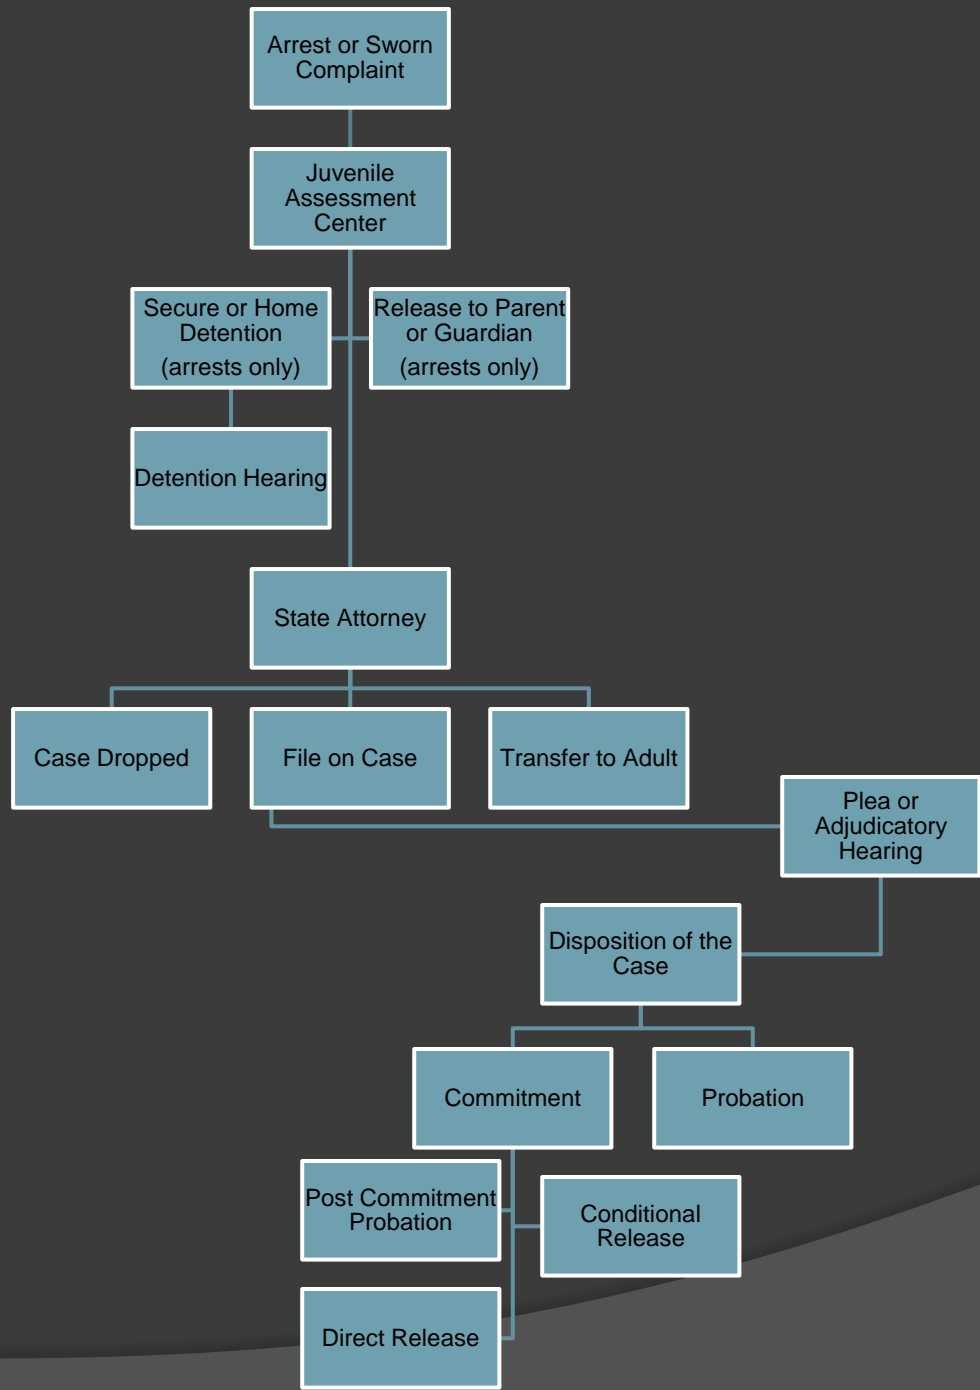 Arrest or Sworn
Complaint
Juvenile
Assessment
Center
Secure or Home
Detention
(arrests only)
Release to Parent
or Guardian
(arrests only)
Detention Hearing
State Attorney
Case Dropped
File on Case
Transfer to Adult
Plea or
Adjudicatory
Hearing
Disposition of the
Case
Commitment
Probation
Post Commitment
Probation
Conditional
Release
Direct Release